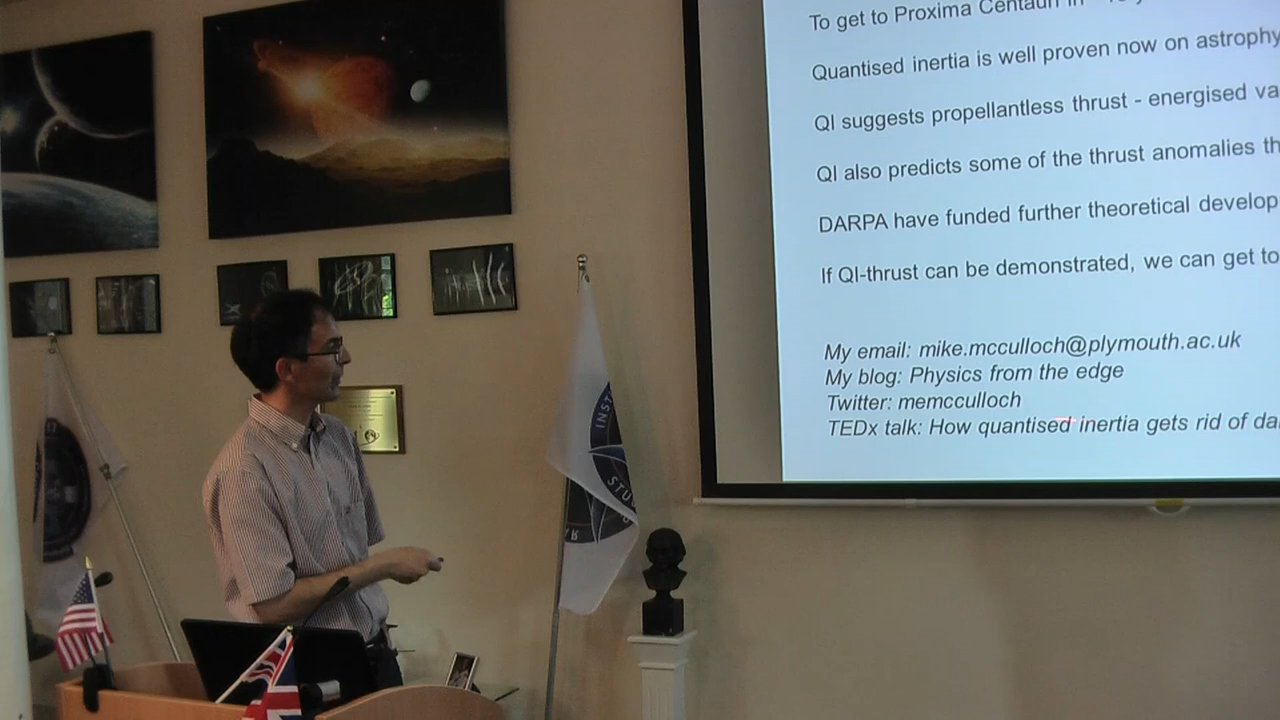 To get to Proxima Centauri in
Quantised inertia is well proven now on astrophy
QI suggests propellantless thrust - energised va
QI also predicts some of the thrust anomalies th
DARPA have funded further theoretical develop
If QI-thrust can be demonstrated, we can get to
My email: mike.mcculloch@plymouth.ac.uk
My blog: Physics from the edge
Twitter: memcculloch
TEDx talk: How quantised inertia gets rid of da
INST
STUD